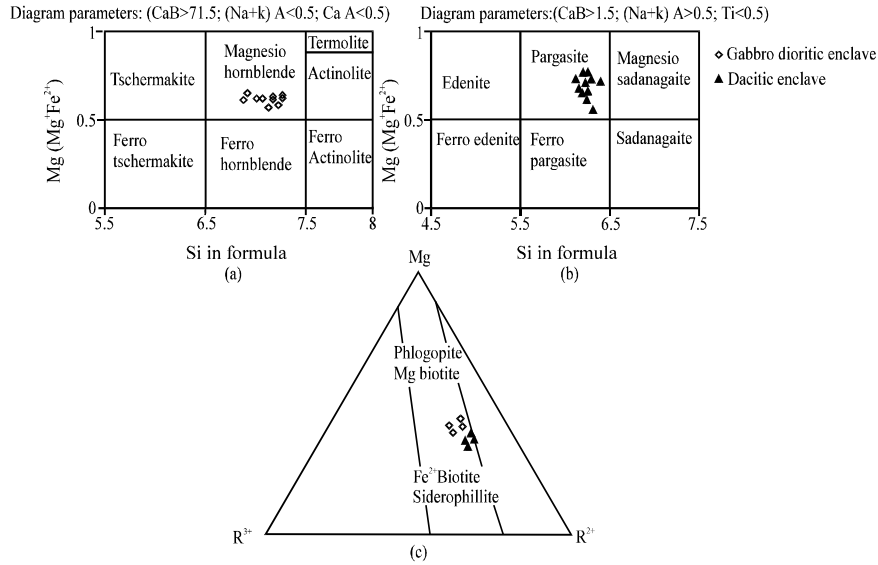 Diagram parameters: (CaB>71.5; (Na+k) A<0.5; Ca A<0.5)
Diagram parameters:(CaB>1.5; (Na+k) A>0.5; Ti<0.5)
1
Mg (Mg+Fe2+)
0.5
0
Tschermakite
Magnesio
hornblende
Termolite
Actinolite
Ferro
tschermakite
Ferro
hornblende
Ferro
Actinolite
5.5
6.5
7.5
8
Si in formula
(a)
1
Mg (Mg+Fe2+)
0.5
0
Edenite
Pargasite
Magnesio
sadanagaite
Ferro edenite
Ferro
pargasite
Sadanagaite
4.5
5.5
6.5
7.5
Si in formula
(b)
Gabbro dioritic enclave
Dacitic enclave
Mg
Phlogopite
Mg biotite
Fe2+Biotite
Siderophillite
R3+
R2+
(c)